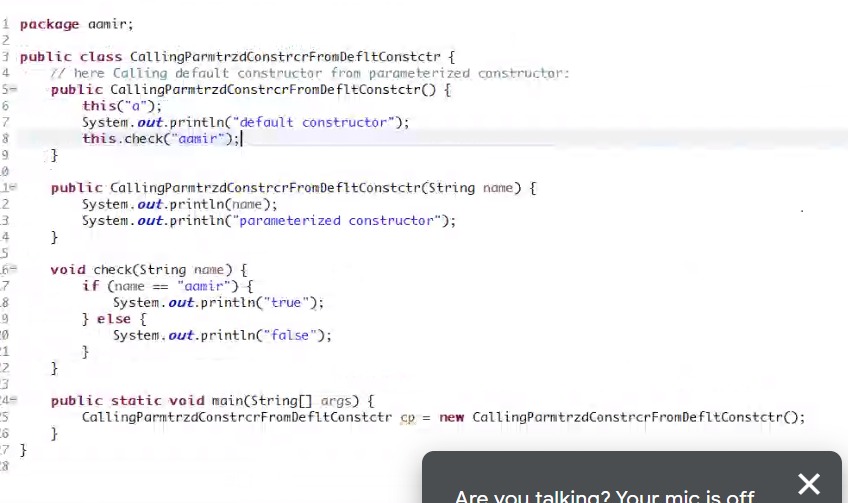 1 package aamir;
2
3 public class CallingParmtrzdConstrcrFromDefltConstctr {
4 // here Calling default constructor from parameterized constructor:
5 public CallingParmtrzdConstrcrFromDefltConstctr() {
6 this("a");
7 System.out.println("default constructor");
8 this.check("aamir");
9 }
0
1 public CallingParmtrzdConstrcrFromDefltConstctr(String name) {
2 System.out.println(name);
3 System.out.println("parameterized constructor");
4 }
5
6 void check(String name) {
7 if (name == "aamir") {
8 System.out.println("true");
9 } else {
0 System.out.println("false");
1 }
2 }
3
4 public static void main(String[] args) {
5 CallingParmtrzdConstrcrFromDefltConstctr cp = new CallingParmtrzdConstrcrFromDefltConstctr();
6 }
7 }
8
Are you talking? Your mic is off